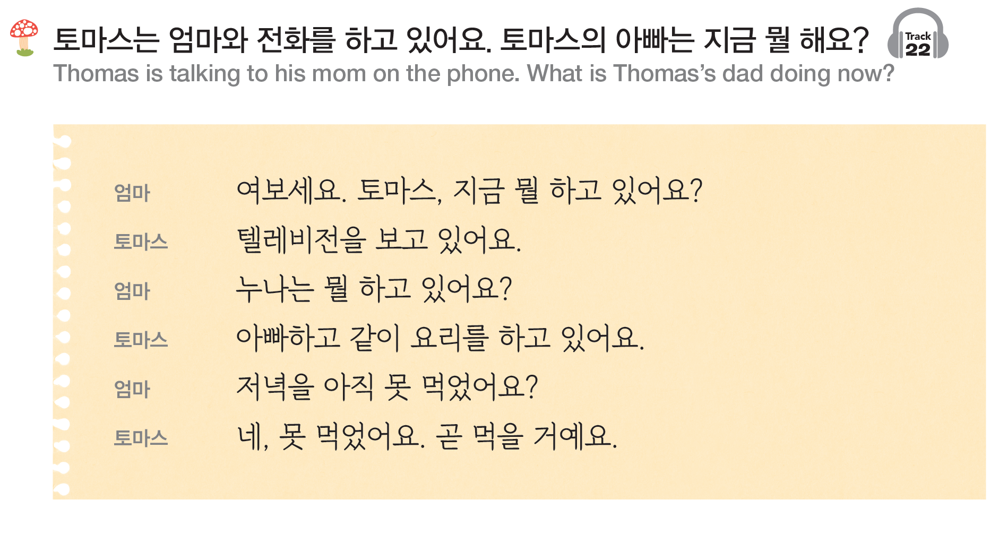 토마스는 엄마와 전화를 하고 있어요. 토마스의 아빠는 지금 뭘 해요?
Track
22
Thomas is talking to his mom on the phone. What is Thomas’s dad doing now?
엄마 여보세요. 토마스, 지금 뭘 하고 있어요?
토마스 텔레비전을 보고 있어요.
엄마 누나는 뭘 하고 있어요?
토마스 아빠하고 같이 요리를 하고 있어요.
엄마 저녁을 아직 못 먹었어요?
토마스 네, 못 먹었어요. 곧 먹을 거예요.